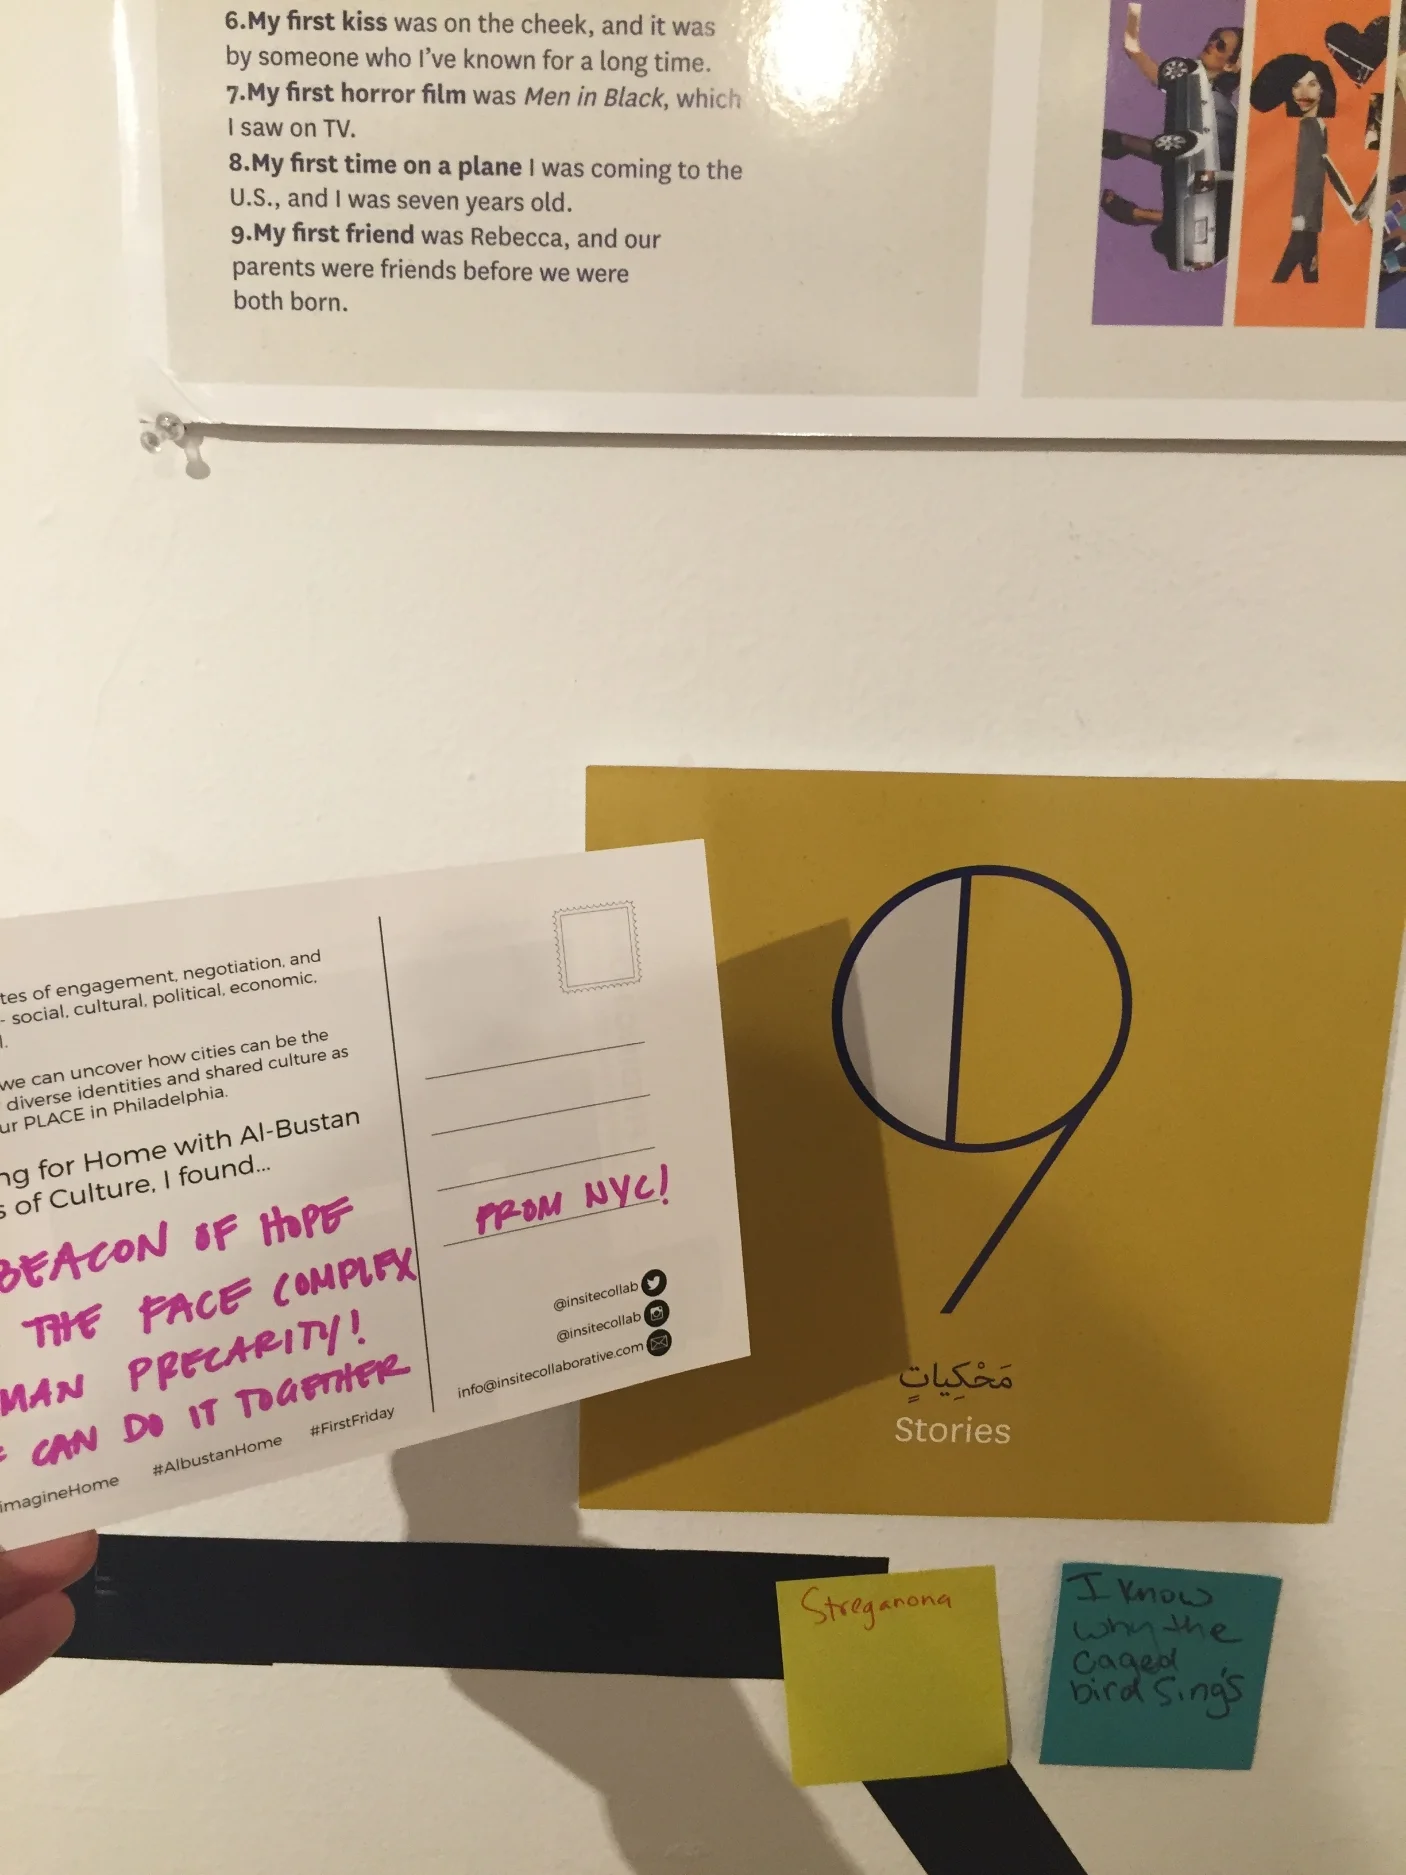 6.My first kiss was on the cheek, and it was
by someone who I've known for a long time.
7.My first horror film was Men in Black, which
I saw on TV.
8.My first time on a plane I was coming to the
U.S., and I was seven years old.
9.My first friend was Rebecca, and our
parents were friends before we were
both born.
tes of engagement, negotiation, and
- social, cultural, political, economic,
l.
we can uncover how cities can be the
diverse identities and shared culture as
ur PLACE in Philadelphia.
ng for Home with Al-Bustan
s of Culture, I found...
BEACON OF HOPE
THE FACE COMPLEX
MAN PRECARITY!
CAN DO IT TOGETHER
imagineHome #AlbustanHome #FirstFriday
FROM NYC!
@insitecollab
@insitecollab
info@insitecollaborative.com
9
مَحْكِياتٍ
Stories
Streganona
I know
why the
caged
bird sings